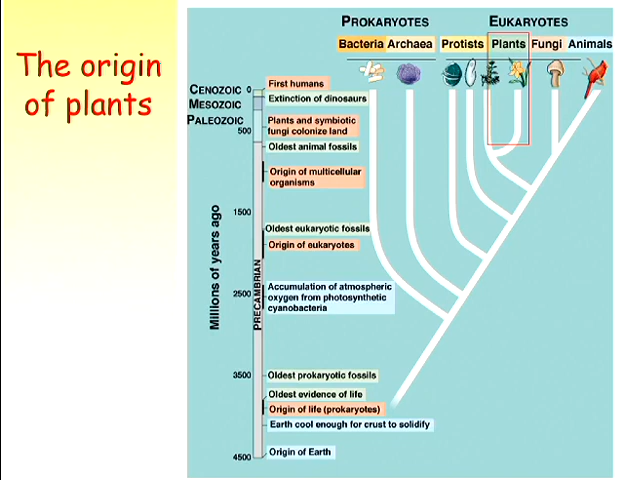 The origin
of plants
PROKARYOTES
EUKARYOTES
Bacteria
Archaea
Protists
Plants
Fungi
Animals
CENOZOIC
MESOZOIC
PALEOZOIC
0
500
1500
2500
3500
4500
Millions of years ago
PRECAMBRIAN
First humans
Extinction of dinosaurs
Plants and symbiotic
fungi colonize land
Oldest animal fossils
Origin of multicellular
organisms
Oldest eukaryotic fossils
Origin of eukaryotes
Accumulation of atmospheric
oxygen from photosynthetic
cyanobacteria
Oldest prokaryotic fossils
Oldest evidence of life
Origin of life (prokaryotes)
Earth cool enough for crust to solidify
Origin of Earth